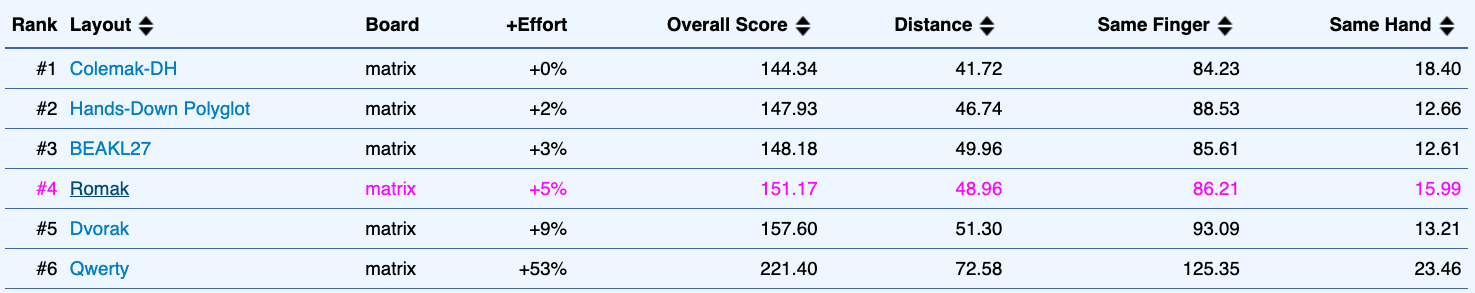 Rank Layout Board +Effort Overall Score Distance Same Finger Same Hand
#1 Colemak-DH matrix +0% 144.34 41.72 84.23 18.40
#2 Hands-Down Polyglot matrix +2% 147.93 46.74 88.53 12.66
#3 BEAKL27 matrix +3% 148.18 49.96 85.61 12.61
#4 Romak matrix +5% 151.17 48.96 86.21 15.99
#5 Dvorak matrix +9% 157.60 51.30 93.09 13.21
#6 Qwerty matrix +53% 221.40 72.58 125.35 23.46